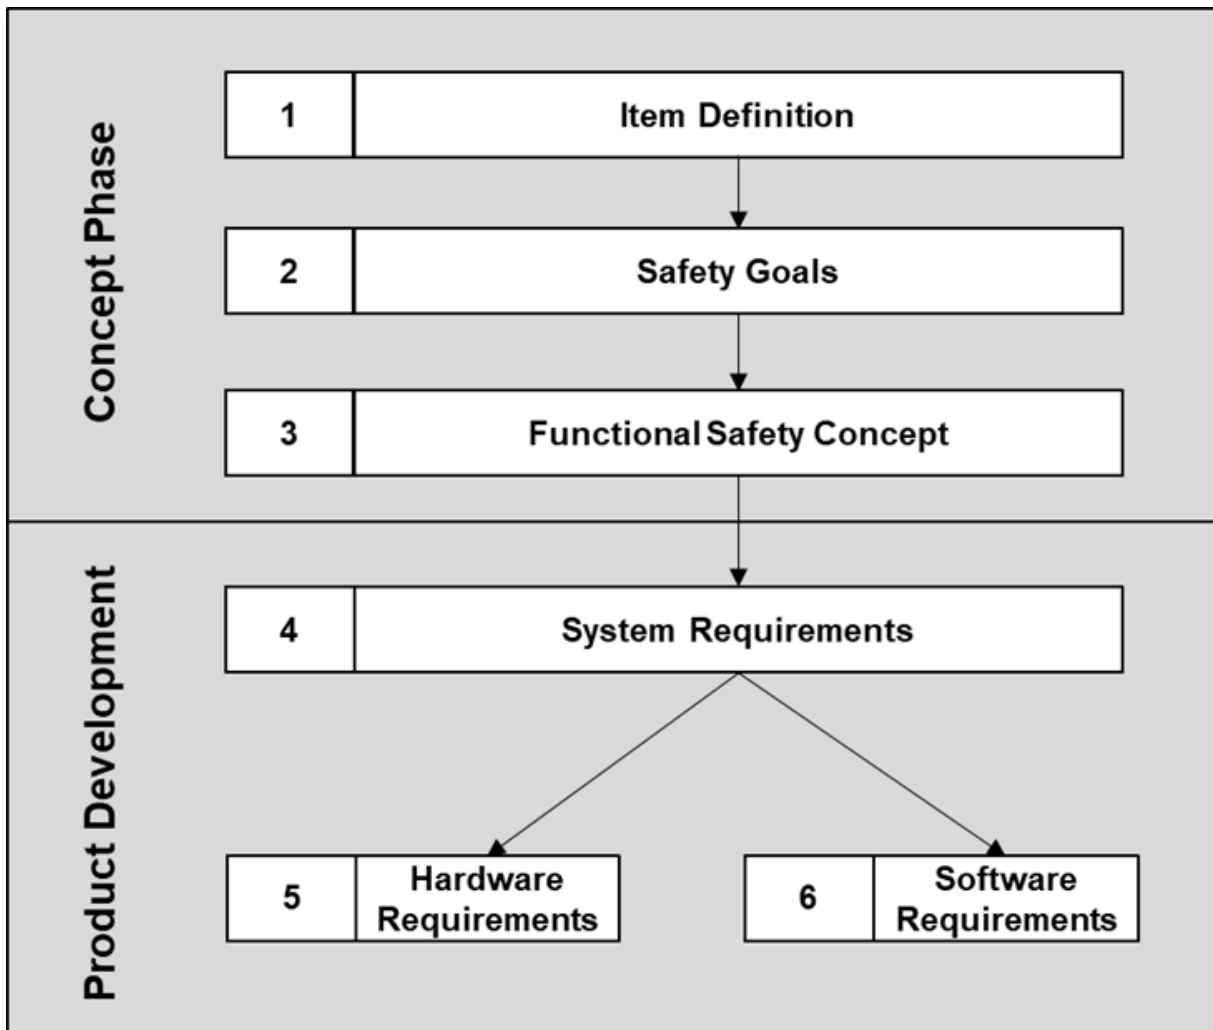 Concept Phase
1 Item Definition
2 Safety Goals
3 Functional Safety Concept
Product Development
4 System Requirements
5 Hardware
Requirements
6 Software
Requirements